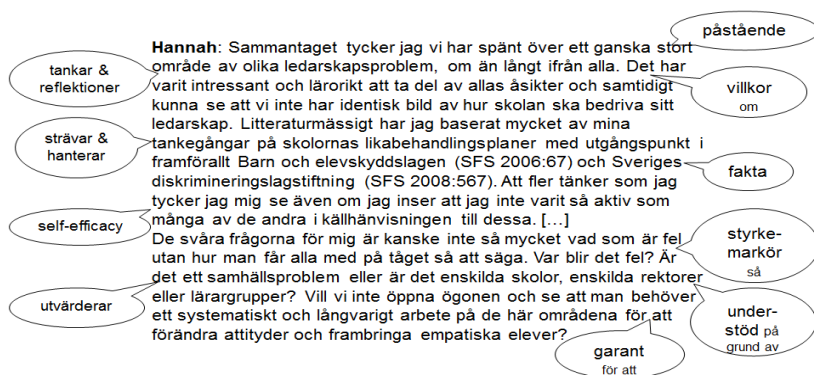 påstående
Hannah: Sammantaget tycker jag vi har spänt över ett ganska stort
område av olika ledarskapsproblem, om än långt ifrån alla. Det har
varit intressant och lärorikt att ta del av allas åsikter och samtidigt
kunna se att vi inte har identisk bild av hur skolan ska bedriva sitt
ledarskap. Litteraturmässigt har jag baserat mycket av mina
tankegångar på skolornas likabehandlingsplaner med utgångspunkt i
framförallt Barn och elevskyddslagen (SFS 2006:67) och Sveriges
diskrimineringslagstiftning (SFS 2008:567). Att fler tänker som jag
tycker jag mig se även om jag inser att jag inte varit så aktiv som
många av de andra i källhänvisningen till dessa. […]
De svåra frågorna för mig är kanske inte så mycket vad som är fel
utan hur man får alla med på tåget så att säga. Var blir det fel? Är
det ett samhällsproblem eller är det enskilda skolor, enskilda rektorer
eller lärargrupper? Vill vi inte öppna ögonen och se att man behöver
ett systematiskt och långvarigt arbete på de här områdena för att
förändra attityder och frambringa empatiska elever?
tankar &
reflektioner
strävar &
hanterar
self-efficacy
utvärderar
villkor
om
fakta
styrke-
markör
så
under-
stöd på
grund av
garant
för att